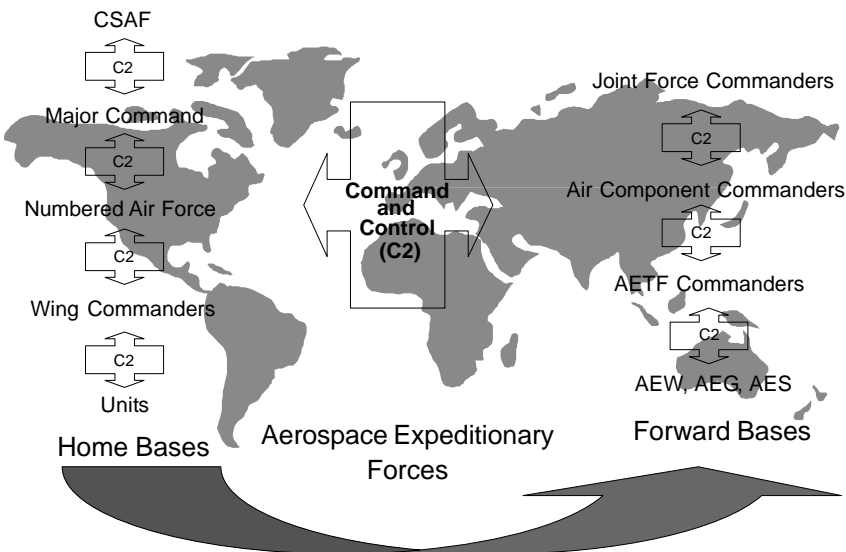 CSAF
C2
Major Command
C2
Numbered Air Force
C2
Wing Commanders
C2
Units
Home Bases
Command
and
Control
(C2)
Aerospace Expeditionary
Forces
Joint Force Commanders
C2
Air Component Commanders
C2
AETF Commanders
C2
AEW, AEG, AES
Forward Bases